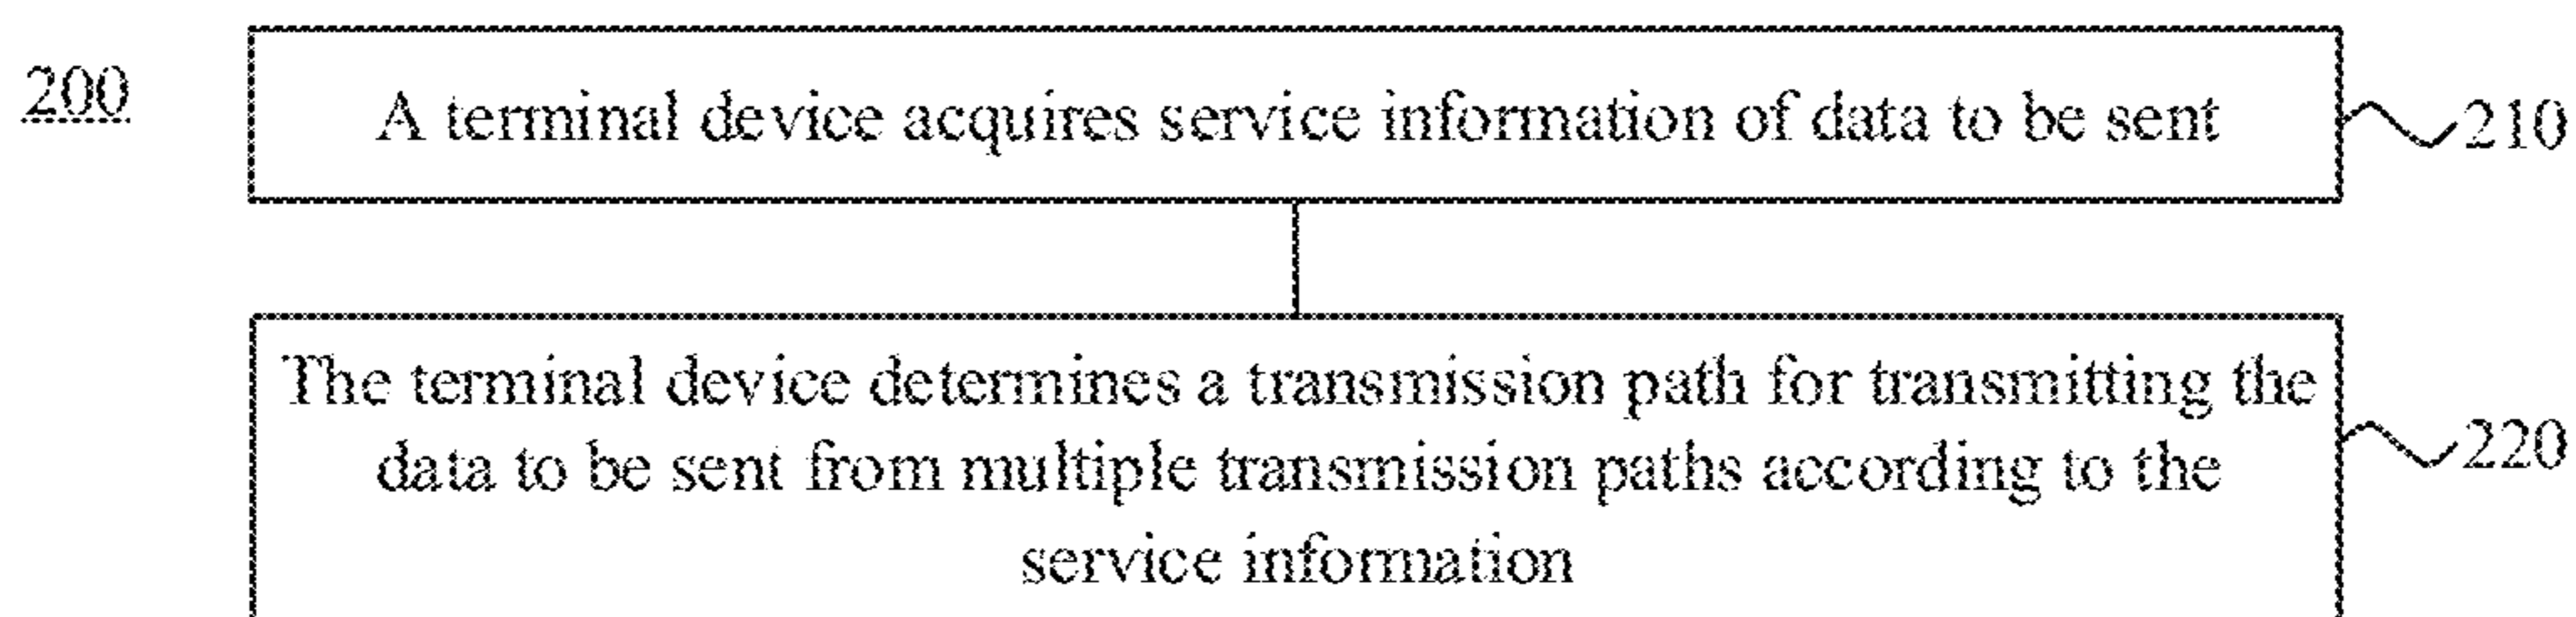 200
A terminal device acquires service information of data to be sent
210
The terminal device determines a transmission path for transmitting the
data to be sent from multiple transmission paths according to the
service information
220